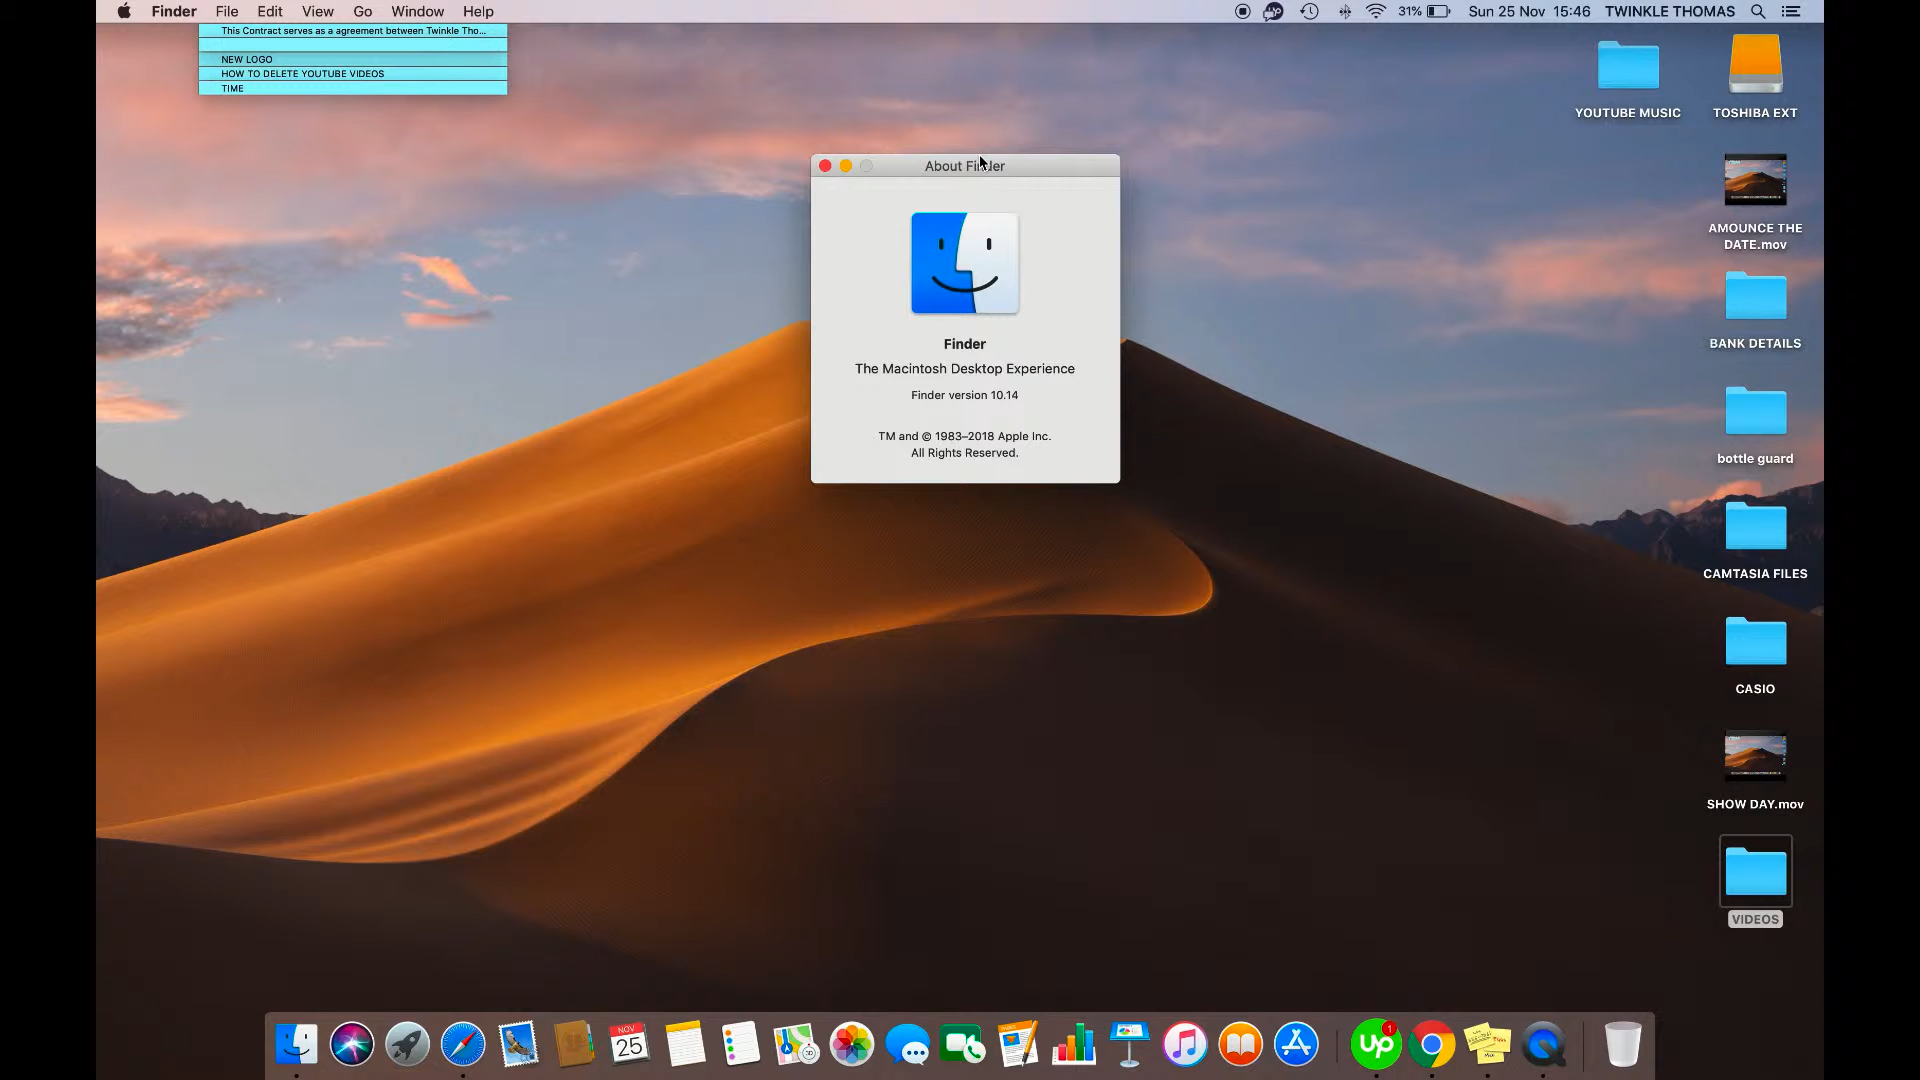 Finder File Edit View Go Window Help
31% Sun 25 Nov 15:46 TWINKLE THOMAS
This Contract serves as a agreement between Twinkle Tho...
NEW LOGO
HOW TO DELETE YOUTUBE VIDEOS
TIME
YOUTUBE MUSIC
TOSHIBA EXT
AMOUNCE THE
DATE.mov
BANK DETAILS
bottle guard
CAMTASIA FILES
CASIO
SHOW DAY.mov
VIDEOS
About Finder
Finder
The Macintosh Desktop Experience
Finder version 10.14
TM and © 1983–2018 Apple Inc.
All Rights Reserved.
NOV
25
3D
UP
1